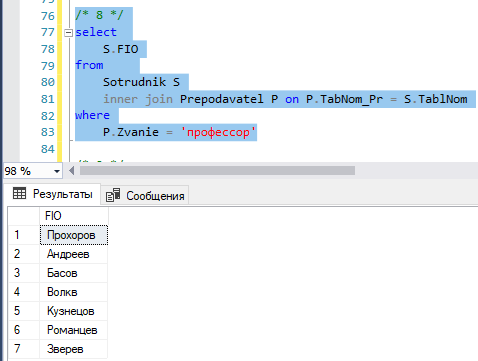 76 /* 8 */
77 select
78 S.FIO
79 from
80 Sotrudnik S
81 inner join Prepodavatel P on P.TabNom_Pr = S.TablNom
82 where
83 P.Zvanie = 'профессор'
84
98 %
Результаты Сообщения
FIO
1 Прохоров
2 Андреев
3 Басов
4 Волкв
5 Кузнецов
6 Романцев
7 Зверев